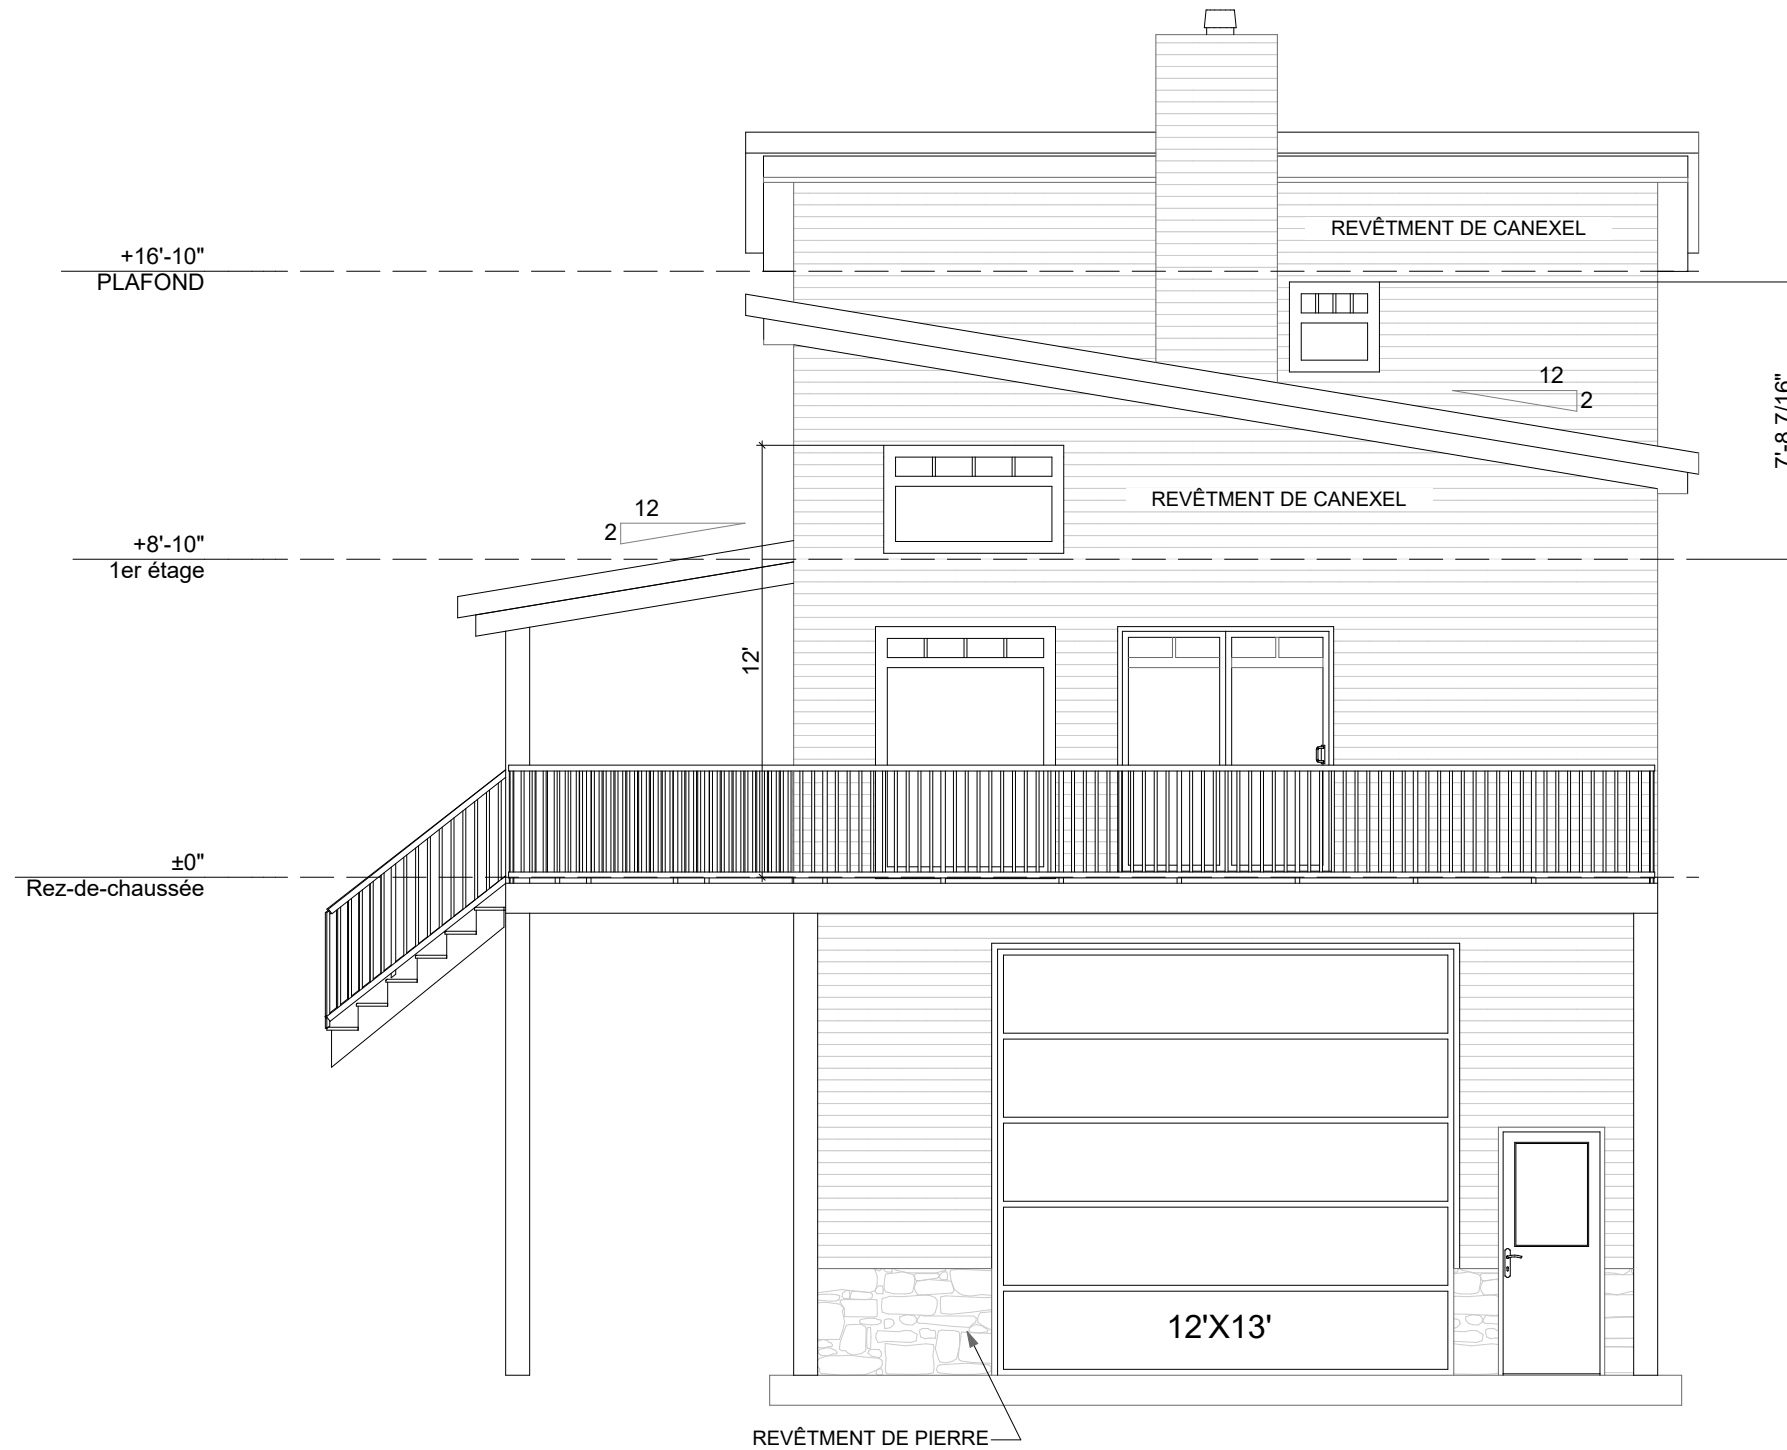 REVÊTMENT DE CANEXEL
+16'-10"
PLAFOND
12
2
7'-8 7/16"
REVÊTMENT DE CANEXEL
12
2
+8'-10"
1er étage
12'
±0"
Rez-de-chaussée
12'X13'
REVÊTMENT DE PIERRE